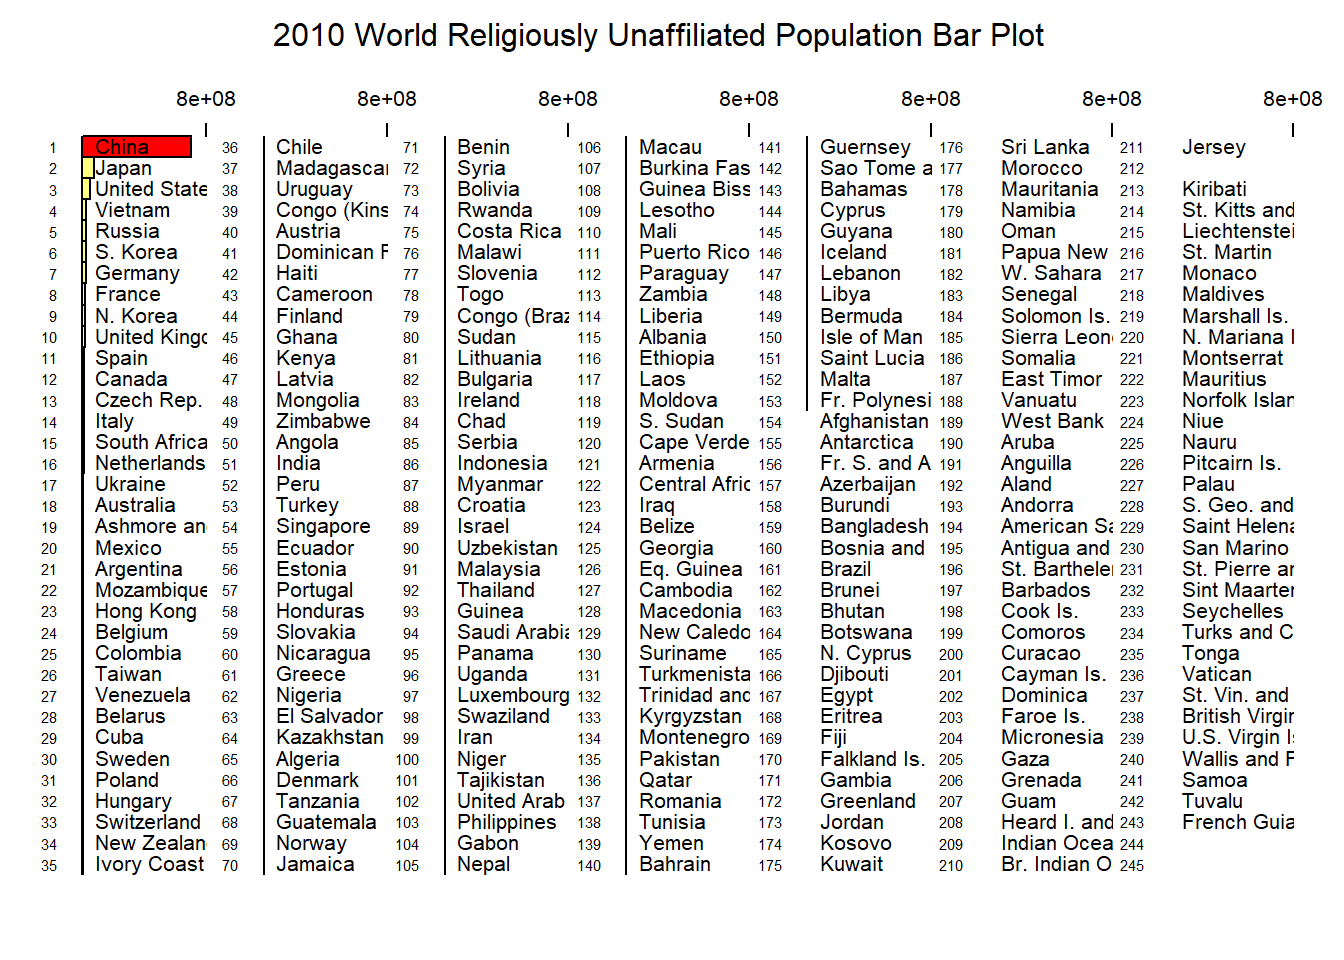 2010 World Religiously Unaffiliated Population Bar Plot
8e+08 8e+08 8e+08 8e+08 8e+08 8e+08 8e+08
1 China 36 Chile 71 Benin 106 Macau 141 Guernsey 176 Sri Lanka 211 Jersey
2 Japan 37 Madagascar 72 Syria 107 Burkina Fas 142 Sao Tome a 177 Morocco 212
3 United State 38 Uruguay 73 Bolivia 108 Guinea Biss 143 Bahamas 178 Mauritania 213 Kiribati
4 Vietnam 39 Congo (Kins 74 Rwanda 109 Lesotho 144 Cyprus 179 Namibia 214 St. Kitts and
5 Russia 40 Austria 75 Costa Rica 110 Mali 145 Guyana 180 Oman 215 Liechtenstei
6 S. Korea 41 Dominican R 76 Malawi 111 Puerto Rico 146 Iceland 181 Papua New 216 St. Martin
7 Germany 42 Haiti 77 Slovenia 112 Paraguay 147 Lebanon 182 W. Sahara 217 Monaco
8 France 43 Cameroon 78 Togo 113 Zambia 148 Libya 183 Senegal 218 Maldives
9 N. Korea 44 Finland 79 Congo (Braz 114 Liberia 149 Bermuda 184 Solomon Is. 219 Marshall Is.
10 United Kingd 45 Ghana 80 Sudan 115 Albania 150 Isle of Man 185 Sierra Leon 220 N. Mariana I
11 Spain 46 Kenya 81 Lithuania 116 Ethiopia 151 Saint Lucia 186 Somalia 221 Montserrat
12 Canada 47 Latvia 82 Bulgaria 117 Laos 152 Malta 187 East Timor 222 Mauritius
13 Czech Rep. 48 Mongolia 83 Ireland 118 Moldova 153 Fr. Polynesi 188 Vanuatu 223 Norfolk Islan
14 Italy 49 Zimbabwe 84 Chad 119 S. Sudan 154 Afghanistan 189 West Bank 224 Niue
15 South Africa 50 Angola 85 Serbia 120 Cape Verde 155 Antarctica 190 Aruba 225 Nauru
16 Netherlands 51 India 86 Indonesia 121 Armenia 156 Fr. S. and A 191 Anguilla 226 Pitcairn Is.
17 Ukraine 52 Peru 87 Myanmar 122 Central Afric 157 Azerbaijan 192 Aland 227 Palau
18 Australia 53 Turkey 88 Croatia 123 Iraq 158 Burundi 193 Andorra 228 S. Geo. and
19 Ashmore an 54 Singapore 89 Israel 124 Belize 159 Bangladesh 194 American Sa 229 Saint Helena
20 Mexico 55 Ecuador 90 Uzbekistan 125 Georgia 160 Bosnia and 195 Antigua and 230 San Marino
21 Argentina 56 Estonia 91 Malaysia 126 Eq. Guinea 161 Brazil 196 St. Barthelem 231 St. Pierre an
22 Mozambique 57 Portugal 92 Thailand 127 Cambodia 162 Brunei 197 Barbados 232 Sint Maarten
23 Hong Kong 58 Honduras 93 Guinea 128 Macedonia 163 Bhutan 198 Cook Is. 233 Seychelles
24 Belgium 59 Slovakia 94 Saudi Arabia 129 New Caledo 164 Botswana 199 Comoros 234 Turks and C
25 Colombia 60 Nicaragua 95 Panama 130 Suriname 165 N. Cyprus 200 Curacao 235 Tonga
26 Taiwan 61 Greece 96 Uganda 131 Turkmenista 166 Djibouti 201 Cayman Is. 236 Vatican
27 Venezuela 62 Nigeria 97 Luxembourg 132 Trinidad and 167 Egypt 202 Dominica 237 St. Vin. and
28 Belarus 63 El Salvador 98 Swaziland 133 Kyrgyzstan 168 Eritrea 203 Faroe Is. 238 British Virgin
29 Cuba 64 Kazakhstan 99 Iran 134 Montenegro 169 Fiji 204 Micronesia 239 U.S. Virgin Is
30 Sweden 65 Algeria 100 Niger 135 Pakistan 170 Falkland Is. 205 Gaza 240 Wallis and F
31 Poland 66 Denmark 101 Tajikistan 136 Qatar 171 Gambia 206 Grenada 241 Samoa
32 Hungary 67 Tanzania 102 United Arab 137 Romania 172 Greenland 207 Guam 242 Tuvalu
33 Switzerland 68 Guatemala 103 Philippines 138 Tunisia 173 Jordan 208 Heard I. and 243 French Guia
34 New Zealan 69 Norway 104 Gabon 139 Yemen 174 Kosovo 209 Indian Ocea 244
35 Ivory Coast 70 Jamaica 105 Nepal 140 Bahrain 175 Kuwait 210 Br. Indian O 245